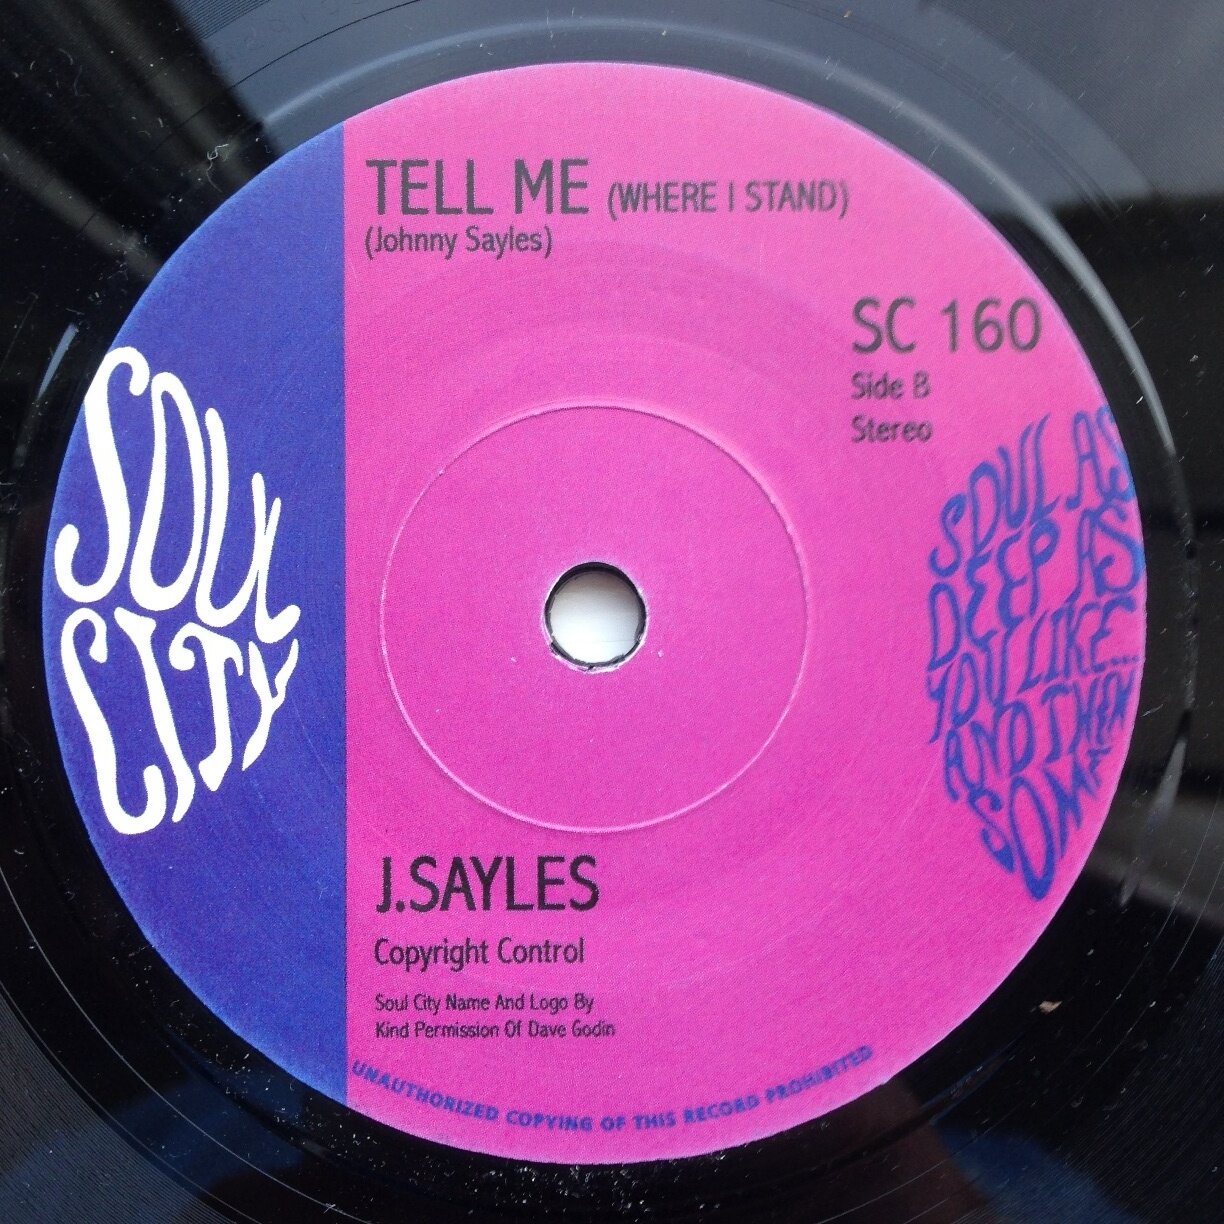 TELL ME (WHERE I STAND)
(Johnny Sayles)
SC 160
Side B
Stereo
SOUL
CITY
SOUL AS
DEEP AS
YOU LIKE...
AND THEN
SOME
J.SAYLES
Copyright Control
Soul City Name And Logo By
Kind Permission Of Dave Godin
UNAUTHORIZED COPYING OF THIS RECORD PROHIBITED